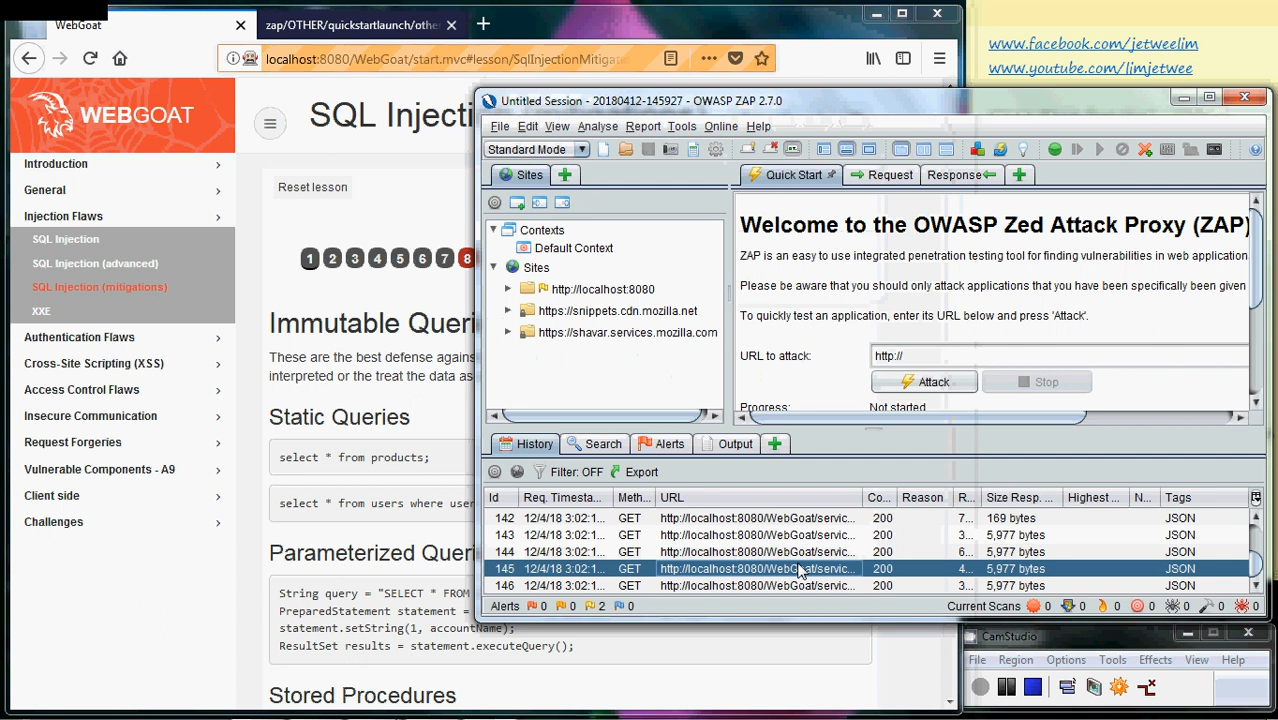 WebGoat
zap/OTHER/quickstartlaunch/othe
localhost:8080/WebGoat/start.mvc#lesson/SqlInjectionMitiga
www.facebook.com/jetweelim
www.youtube.com/limjetwee
WEBGOAT
Introduction
General
Injection Flaws
SQL Injection
SQL Injection (advanced)
SQL Injection (mitigations)
XXE
Authentication Flaws
Cross-Site Scripting (XSS)
Access Control Flaws
Insecure Communication
Request Forgeries
Vulnerable Components - A9
Client side
Challenges
SQL Injecti
Reset lesson
1 2 3 4 5 6 7 8
Immutable Queri
These are the best defense agains
interpreted or the treat the data as
Static Queries
select * from products;
select * from users where user
Parameterized Queri
String query = "SELECT * FROM
PreparedStatement statement =
statement.setString(1, accountName);
ResultSet results = statement.executeQuery();
Stored Procedures
Untitled Session - 20180412-145927 - OWASP ZAP 2.7.0
File Edit View Analyse Report Tools Online Help
Standard Mode
Sites
Quick Start Request Response
Contexts
Default Context
Sites
http://localhost:8080
https://snippets.cdn.mozilla.net
https://shavar.services.mozilla.com
Welcome to the OWASP Zed Attack Proxy (ZAP)
ZAP is an easy to use integrated penetration testing tool for finding vulnerabilities in web application
Please be aware that you should only attack applications that you have been specifically been given
To quickly test an application, enter its URL below and press 'Attack'.
URL to attack: http://
Attack Stop
Progress: Not started
History Search Alerts Output
Filter: OFF Export
Id Req. Timesta... Meth... URL Co... Reason R... Size Resp. ... Highest ... N... Tags
142 12/4/18 3:02:1... GET http://localhost:8080/WebGoat/servic... 200 7... 169 bytes JSON
143 12/4/18 3:02:1... GET http://localhost:8080/WebGoat/servic... 200 3... 5,977 bytes JSON
144 12/4/18 3:02:1... GET http://localhost:8080/WebGoat/servic... 200 6... 5,977 bytes JSON
145 12/4/18 3:02:1... GET http://localhost:8080/WebGoat/servic... 200 4... 5,977 bytes JSON
146 12/4/18 3:02:1... GET http://localhost:8080/WebGoat/servic... 200 3... 5,977 bytes JSON
Alerts 0 0 2 0 Current Scans 0 0 0 0 0 0 0
CamStudio
File Region Options Tools Effects View Help